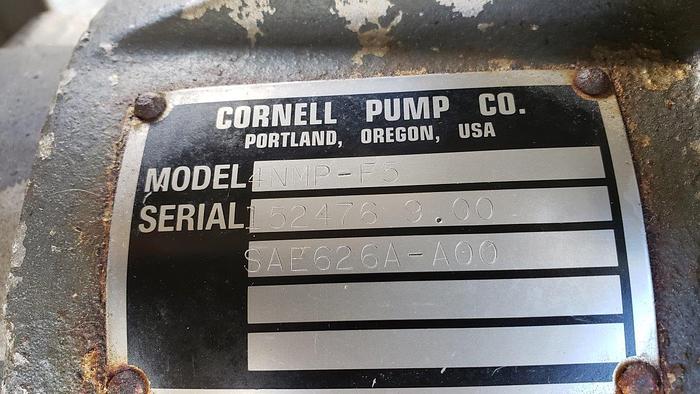 CORNELL PUMP CO.
PORTLAND, OREGON, USA
MODEL 4NMP-F5
SERIAL 152476 9.00
SAE626A-A00